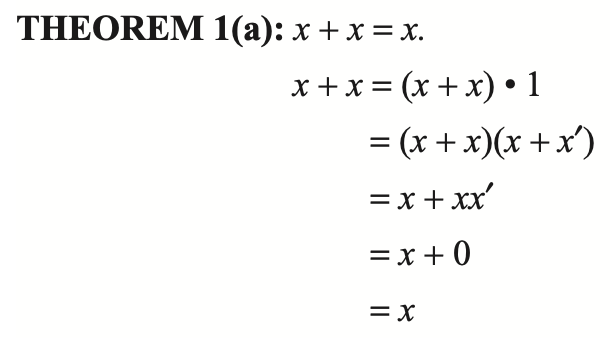 THEOREM 1(a): x + x = x.
x + x = (x + x) • 1
= (x + x)(x + x′)
= x + xx′
= x + 0
= x